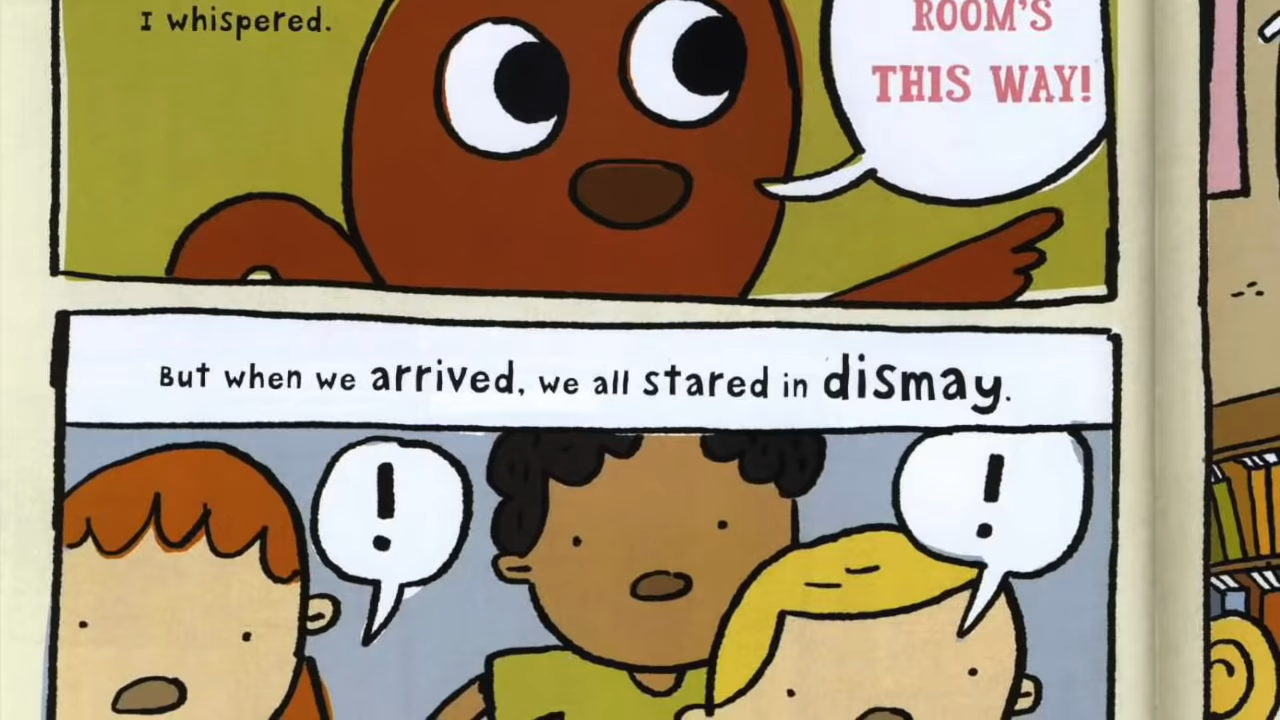 I whispered.
ROOM'S
THIS WAY!
But when we arrived, we all stared in dismay.
!
!